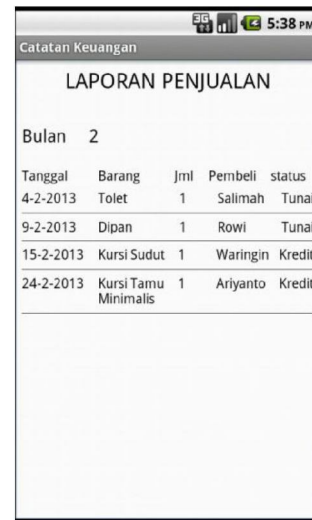 3G 5:38 PM
Catatan Keuangan
LAPORAN PENJUALAN
Bulan 2
Tanggal Barang Jml Pembeli status
4-2-2013 Tolet 1 Salimah Tunai
9-2-2013 Dipan 1 Rowi Tunai
15-2-2013 Kursi Sudut 1 Waringin Kredit
24-2-2013 Kursi Tamu 1 Ariyanto Kredit
Minimalis